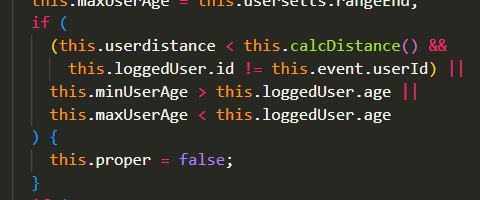 this.maxUserAge = this.usersetts.rangeEnd;
if (
(this.userdistance < this.calcDistance() &&
this.loggedUser.id != this.event.userId) ||
this.minUserAge > this.loggedUser.age ||
this.maxUserAge < this.loggedUser.age
) {
this.proper = false;
}